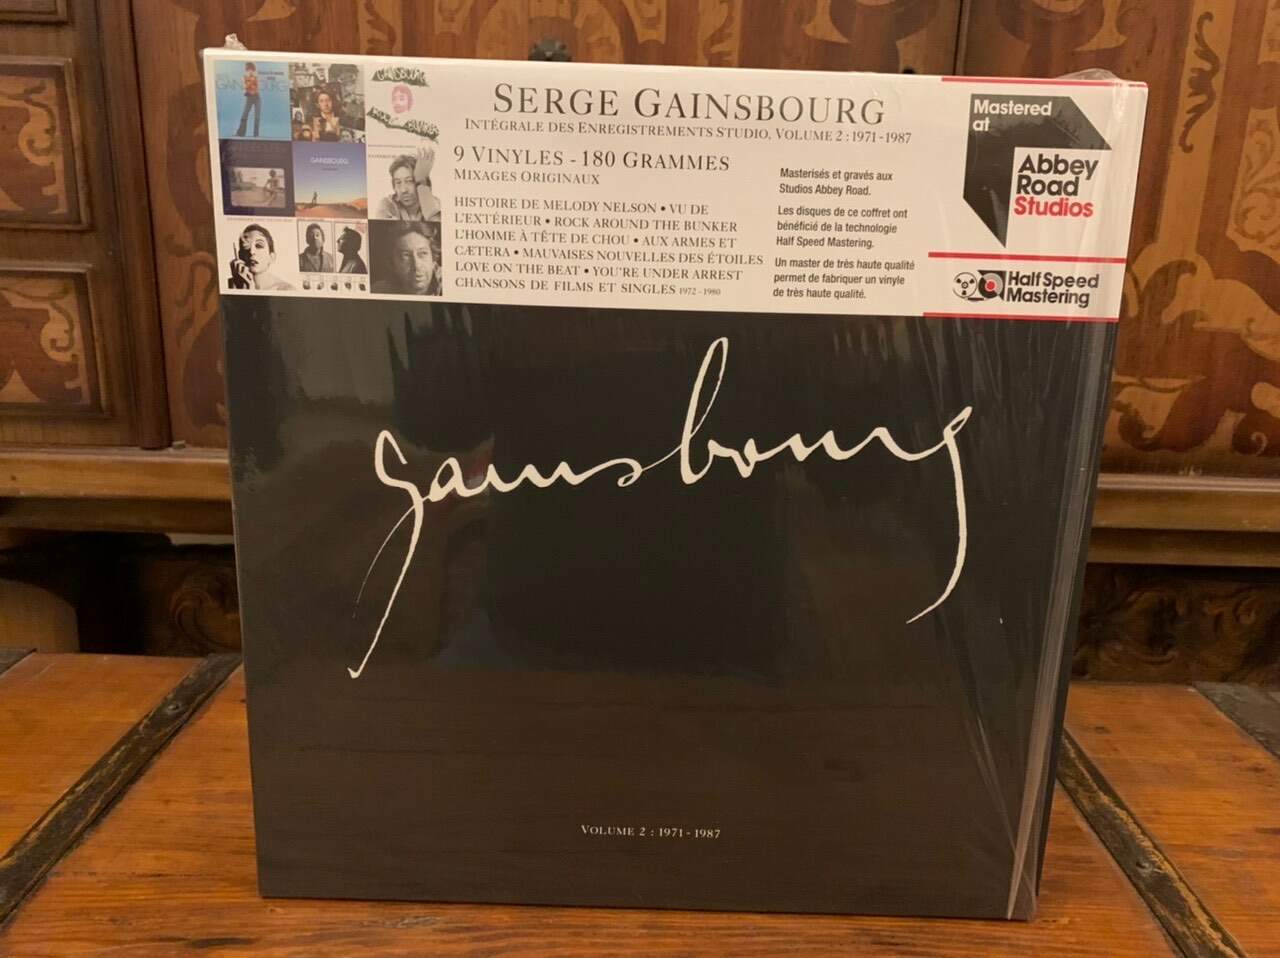 SERGE GAINSBOURG
INTÉGRALE DES ENREGISTREMENTS STUDIO, VOLUME 2 : 1971-1987
9 VINYLES - 180 GRAMMES
MIXAGES ORIGINAUX
HISTOIRE DE MELODY NELSON • VU DE
L'EXTÉRIEUR • ROCK AROUND THE BUNKER
L'HOMME À TÊTE DE CHOU • AUX ARMES ET
CÆTERA • MAUVAISES NOUVELLES DES ÉTOILES
LOVE ON THE BEAT • YOU'RE UNDER ARREST
CHANSONS DE FILMS ET SINGLES 1972-1980
Masterisés et gravés aux
Studios Abbey Road.
Les disques de ce coffret ont
bénéficié de la technologie
Half Speed Mastering.
Un master de très haute qualité
permet de fabriquer un vinyle
de très haute qualité.
Mastered
at
Abbey
Road
Studios
Half Speed
Mastering
GAINSBOURG
gainsbourg
VOLUME 2 : 1971-1987